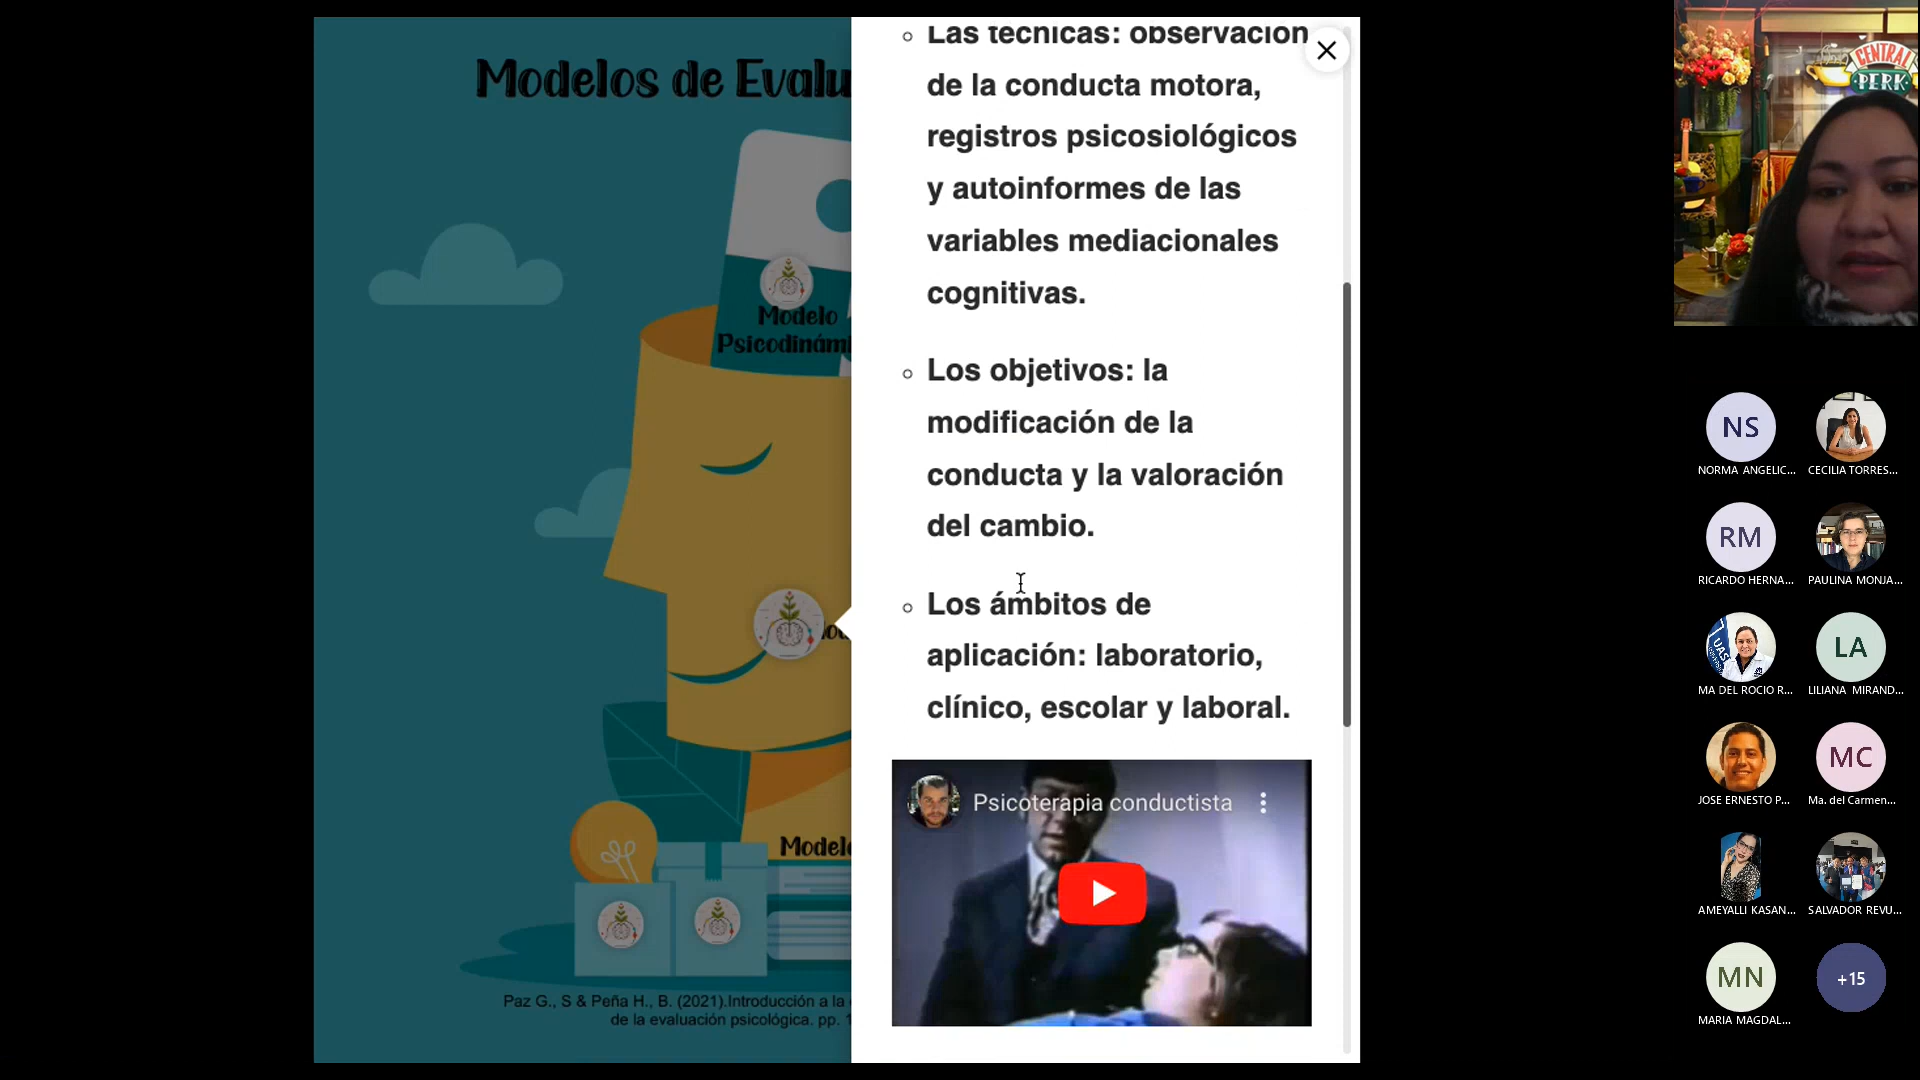 Modelos de Evalu
Modelo
Psicodinám
Model
Paz G., S & Peña H., B. (2021).Introducción a la
de la evaluación psicológica. pp. 1
Las técnicas: observación
de la conducta motora,
registros psicosiológicos
y autoinformes de las
variables mediacionales
cognitivas.
Los objetivos: la
modificación de la
conducta y la valoración
del cambio.
Los ámbitos de
aplicación: laboratorio,
clínico, escolar y laboral.
Psicoterapia conductista
CENTRAL
PERK
NS
NORMA ANGELIC...
CECILIA TORRES...
RM
RICARDO HERNA...
PAULINA MONJA...
MA DEL ROCIO R...
LA
LILIANA MIRAND...
JOSE ERNESTO P...
MC
Ma. del Carmen...
AMEYALLI KASAN...
SALVADOR REVU...
MN
MARIA MAGDAL...
+15